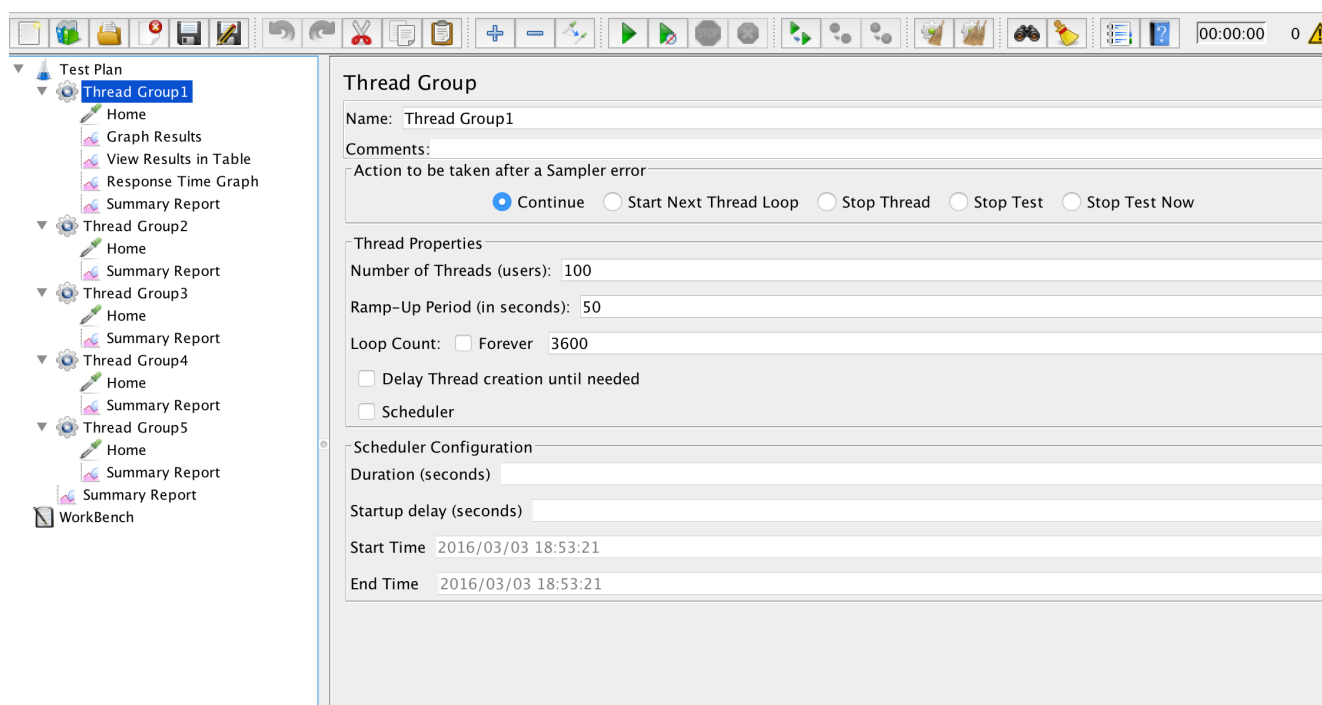 STOP
00:00:00 0
Test Plan
Thread Group1
Home
Graph Results
View Results in Table
Response Time Graph
Summary Report
Thread Group2
Home
Summary Report
Thread Group3
Home
Summary Report
Thread Group4
Home
Summary Report
Thread Group5
Home
Summary Report
Summary Report
WorkBench
Thread Group
Name: Thread Group1
Comments:
Action to be taken after a Sampler error
Continue Start Next Thread Loop Stop Thread Stop Test Stop Test Now
Thread Properties
Number of Threads (users): 100
Ramp-Up Period (in seconds): 50
Loop Count: Forever 3600
Delay Thread creation until needed
Scheduler
Scheduler Configuration
Duration (seconds)
Startup delay (seconds)
Start Time 2016/03/03 18:53:21
End Time 2016/03/03 18:53:21